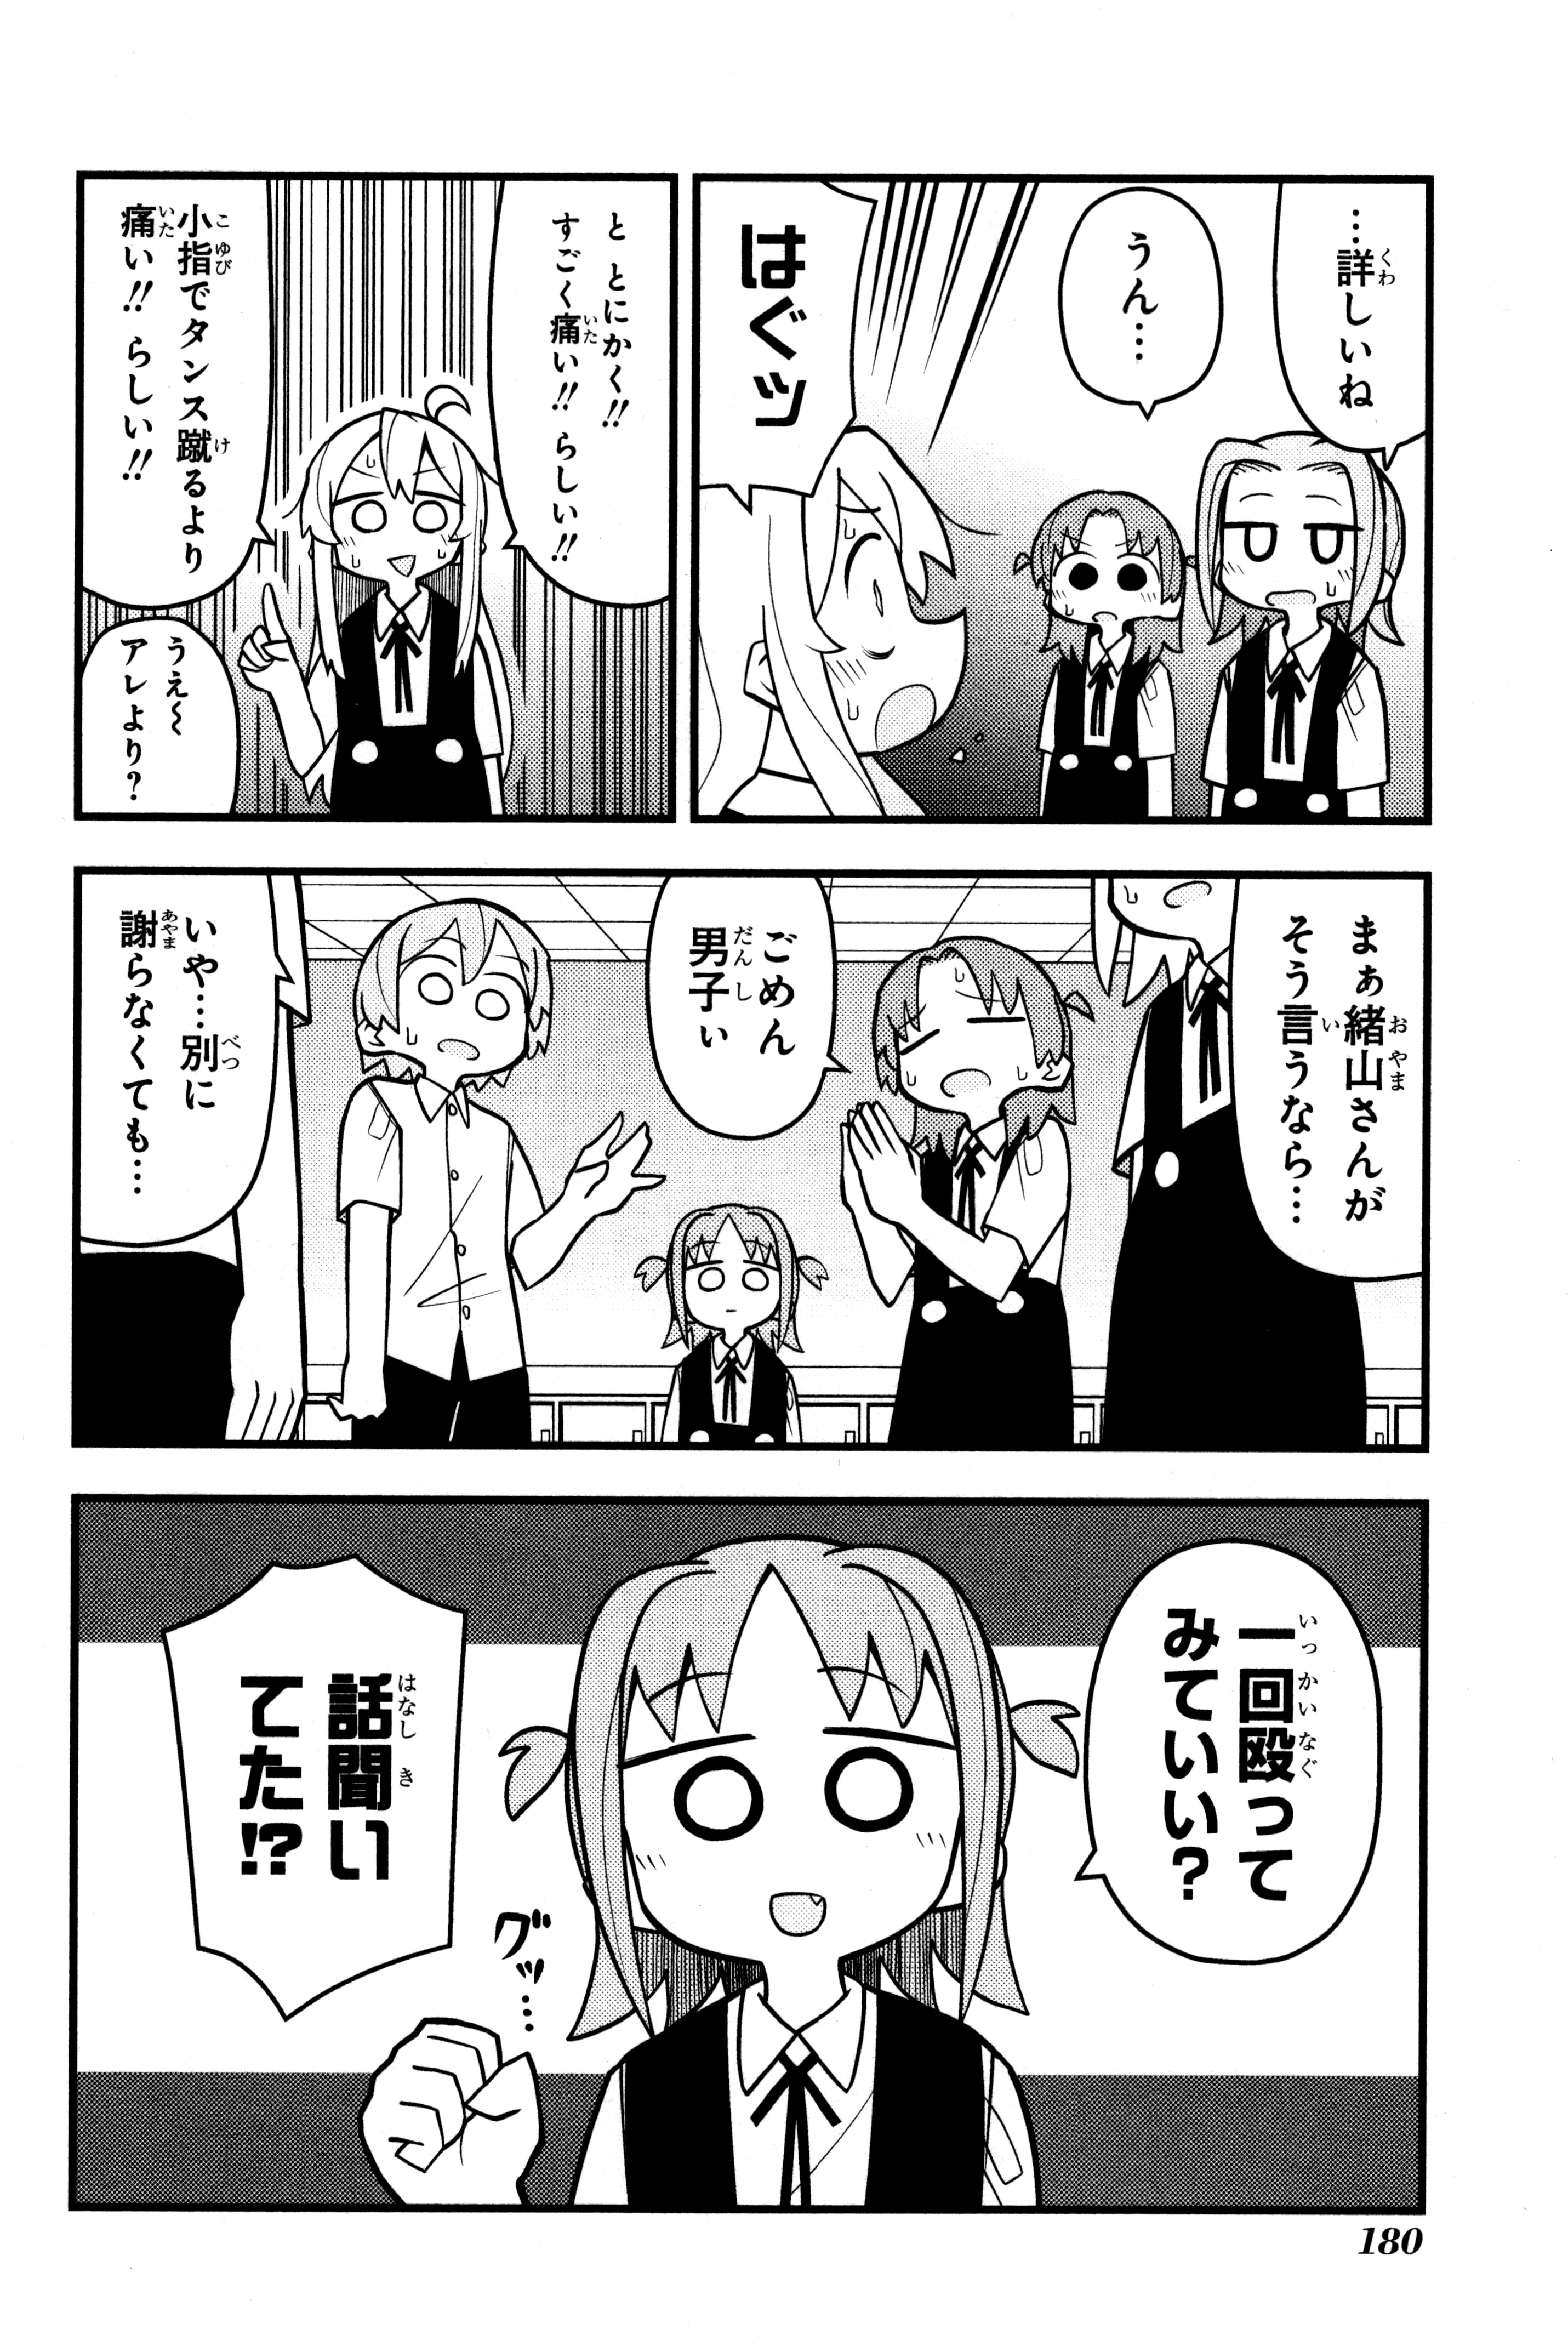 …詳しいね
うん…
はぐッ
と とにかく!!
すごく痛い!! らしい!!
小指でタンス蹴るより
痛い!! らしい!!
うえ〜
アレより?
まぁ緒山さんが
そう言うなら…
ごめん
男子ぃ
いや…別に
謝らなくても…
一回殴って
みていい?
グッ…
話聞い
てた!?
180